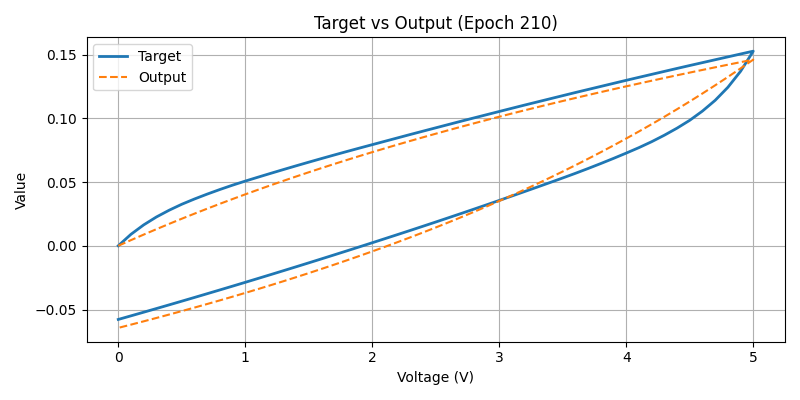 Target vs Output (Epoch 210)
Target
Output
Value
0.15
0.10
0.05
0.00
−0.05
0 1 2 3 4 5
Voltage (V)